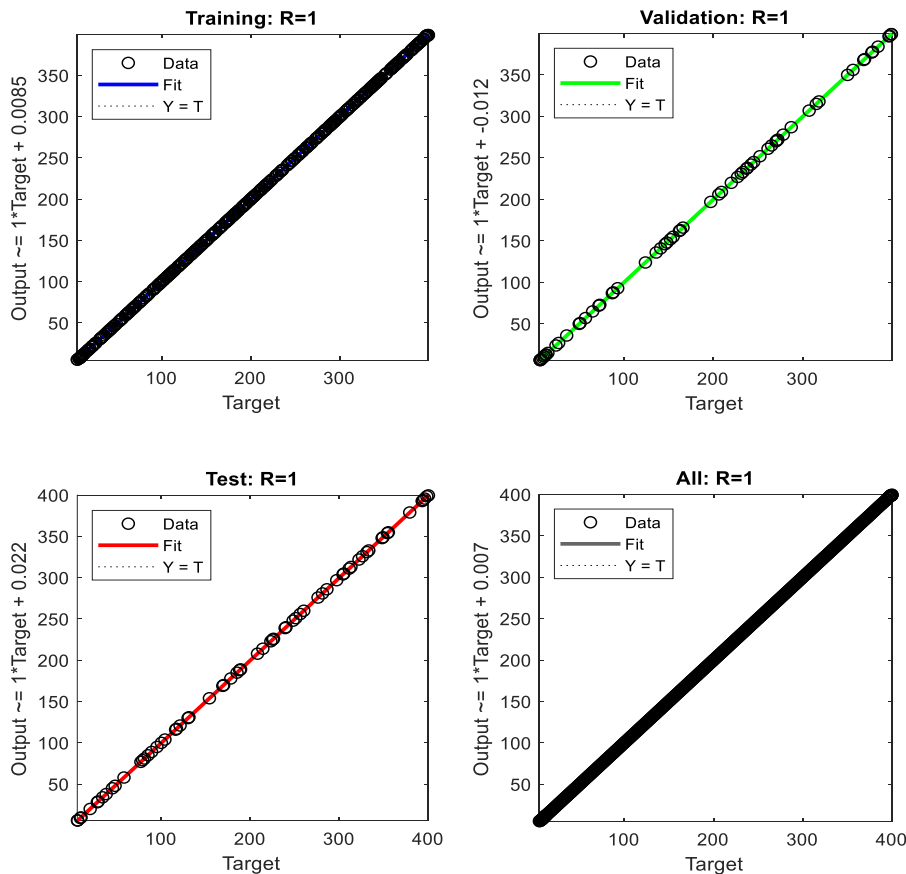 Training: R=1
Output ~= 1*Target + 0.0085
350
300
250
200
150
100
50
Data
Fit
Y = T
100
200
300
Target
Validation: R=1
Output ~= 1*Target + -0.012
350
300
250
200
150
100
50
Data
Fit
Y = T
100
200
300
Target
Test: R=1
Output ~= 1*Target + 0.022
400
350
300
250
200
150
100
50
Data
Fit
Y = T
100
200
300
400
Target
All: R=1
Output ~= 1*Target + 0.007
400
350
300
250
200
150
100
50
Data
Fit
Y = T
100
200
300
400
Target